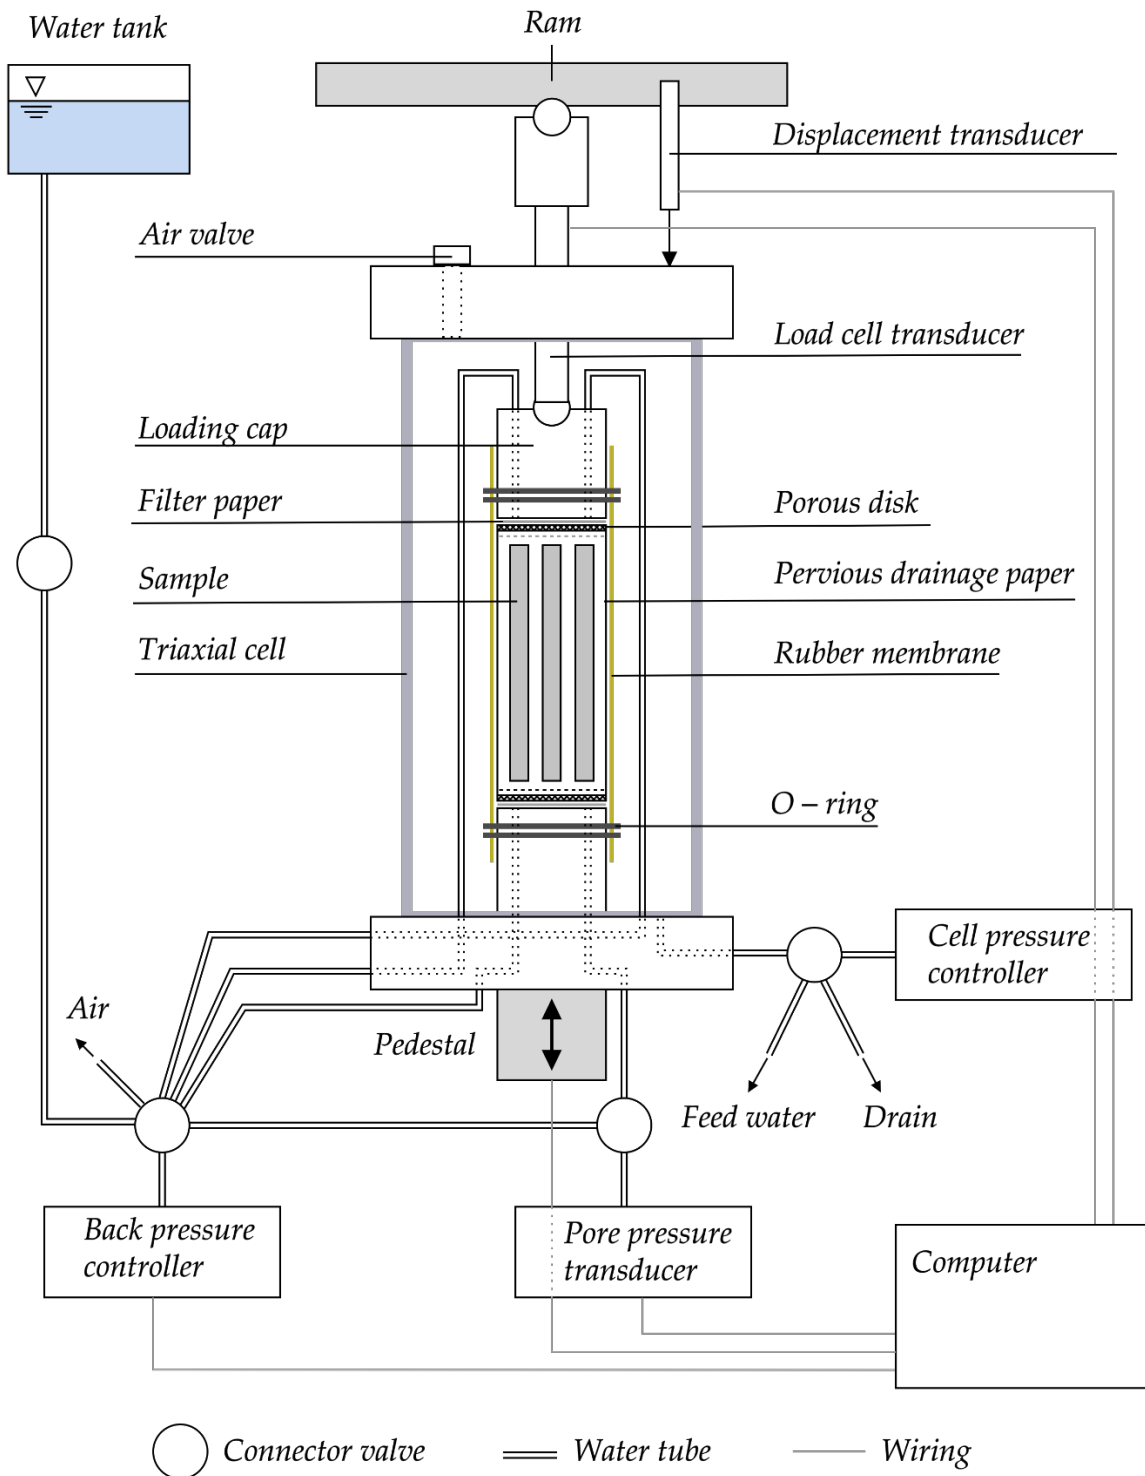 Water tank
Ram
Displacement transducer
Air valve
Load cell transducer
Loading cap
Filter paper
Porous disk
Sample
Pervious drainage paper
Triaxial cell
Rubber membrane
O – ring
Cell pressure
controller
Air
Pedestal
Feed water
Drain
Back pressure
controller
Pore pressure
transducer
Computer
Connector valve
Water tube
Wiring